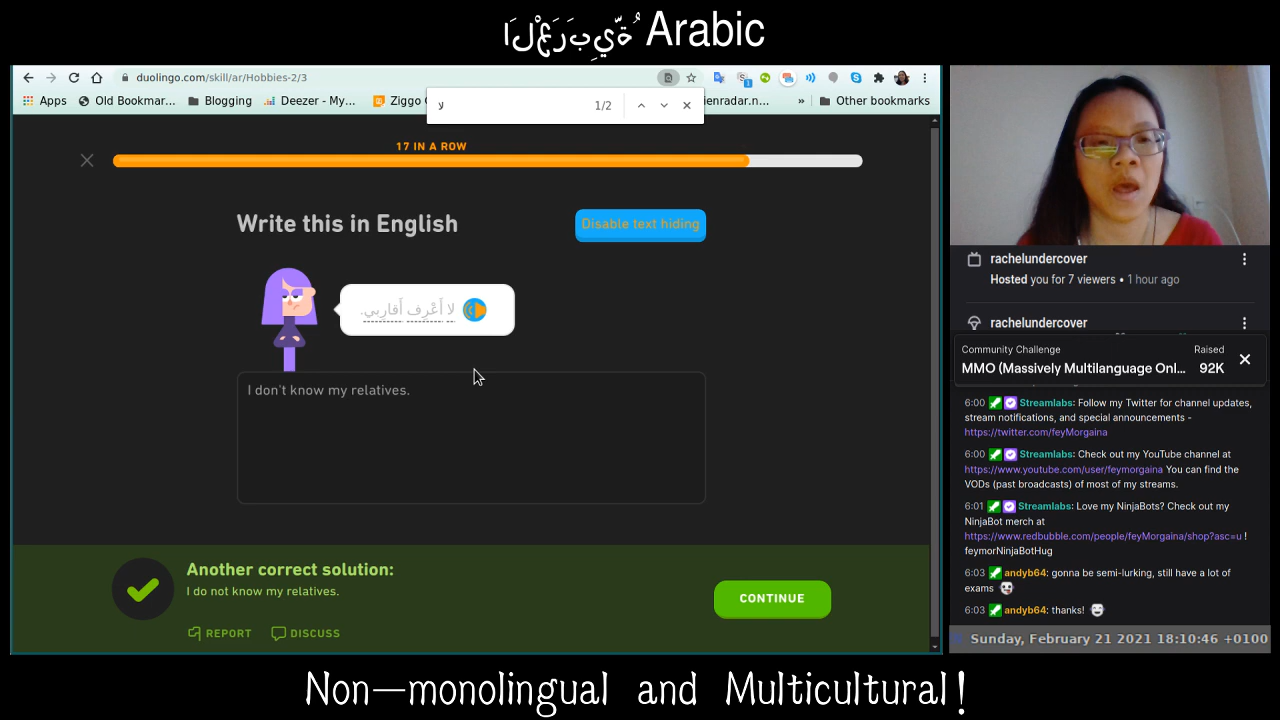 اَلْعَرَبِيَّةُ Arabic
duolingo.com/skill/ar/Hobbies-2/3
Apps
Old Bookmar...
Blogging
Deezer - My...
Ziggo
ienradar.n...
»
Other bookmarks
لا
1/2
17 IN A ROW
Write this in English
Disable text hiding
لا أَعْرِف أَقارِبي.
I don't know my relatives.
Another correct solution:
I do not know my relatives.
REPORT
DISCUSS
CONTINUE
rachelundercover
Hosted you for 7 viewers • 1 hour ago
rachelundercover
Community Challenge
Raised
MMO (Massively Multilanguage Onl...
92K
6:00 Streamlabs: Follow my Twitter for channel updates,
stream notifications, and special announcements -
https://twitter.com/feyMorgaina
6:00 Streamlabs: Check out my YouTube channel at
https://www.youtube.com/user/feymorgaina You can find the
VODs (past broadcasts) of most of my streams.
6:01 Streamlabs: Love my NinjaBots? Check out my
NinjaBot merch at
https://www.redbubble.com/people/feyMorgaina/shop?asc=u !
feymorNinjaBotHug
6:03 andyb64: gonna be semi-lurking, still have a lot of
exams
6:03 andyb64: thanks!
Sunday, February 21 2021 18:10:46 +0100
Non-monolingual and Multicultural!